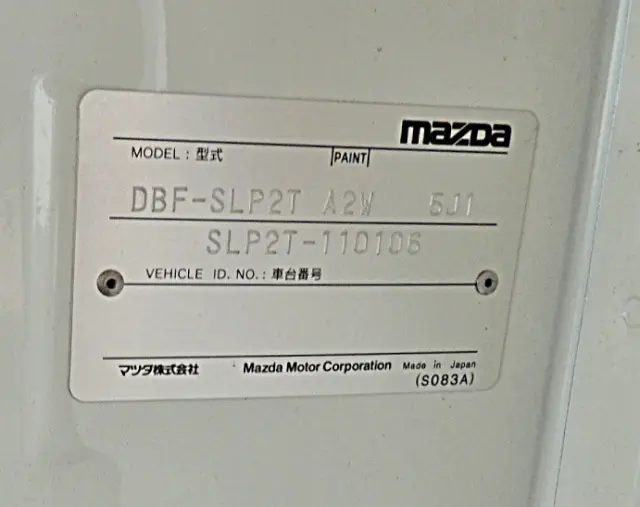 mazda
MODEL : 型式 PAINT
DBF-SLP2T A2W 5J1
SLP2T-110106
VEHICLE ID. NO. : 車台番号
マツダ株式会社 Mazda Motor Corporation Made in Japan
(S083A)